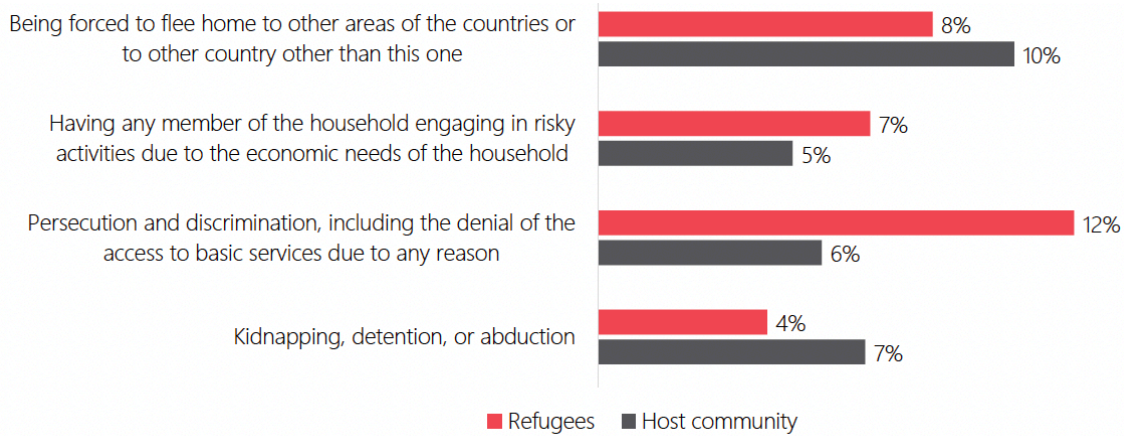 Being forced to flee home to other areas of the countries or
to other country other than this one
8%
10%
Having any member of the household engaging in risky
activities due to the economic needs of the household
7%
5%
Persecution and discrimination, including the denial of the
access to basic services due to any reason
12%
6%
Kidnapping, detention, or abduction
4%
7%
Refugees Host community